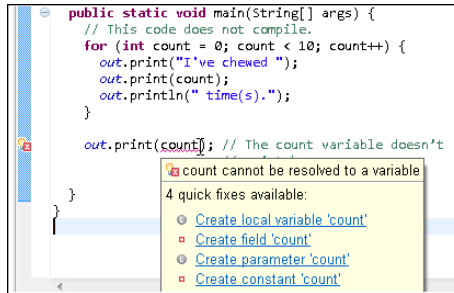 public static void main(String[] args) {
// This code does not compile.
for (int count = 0; count < 10; count++) {
out.print("I've chewed ");
out.print(count);
out.println(" time(s).");
}
out.print(count); // The count variable doesn't
count cannot be resolved to a variable
4 quick fixes available:
Create local variable 'count'
Create field 'count'
Create parameter 'count'
Create constant 'count'
}
}